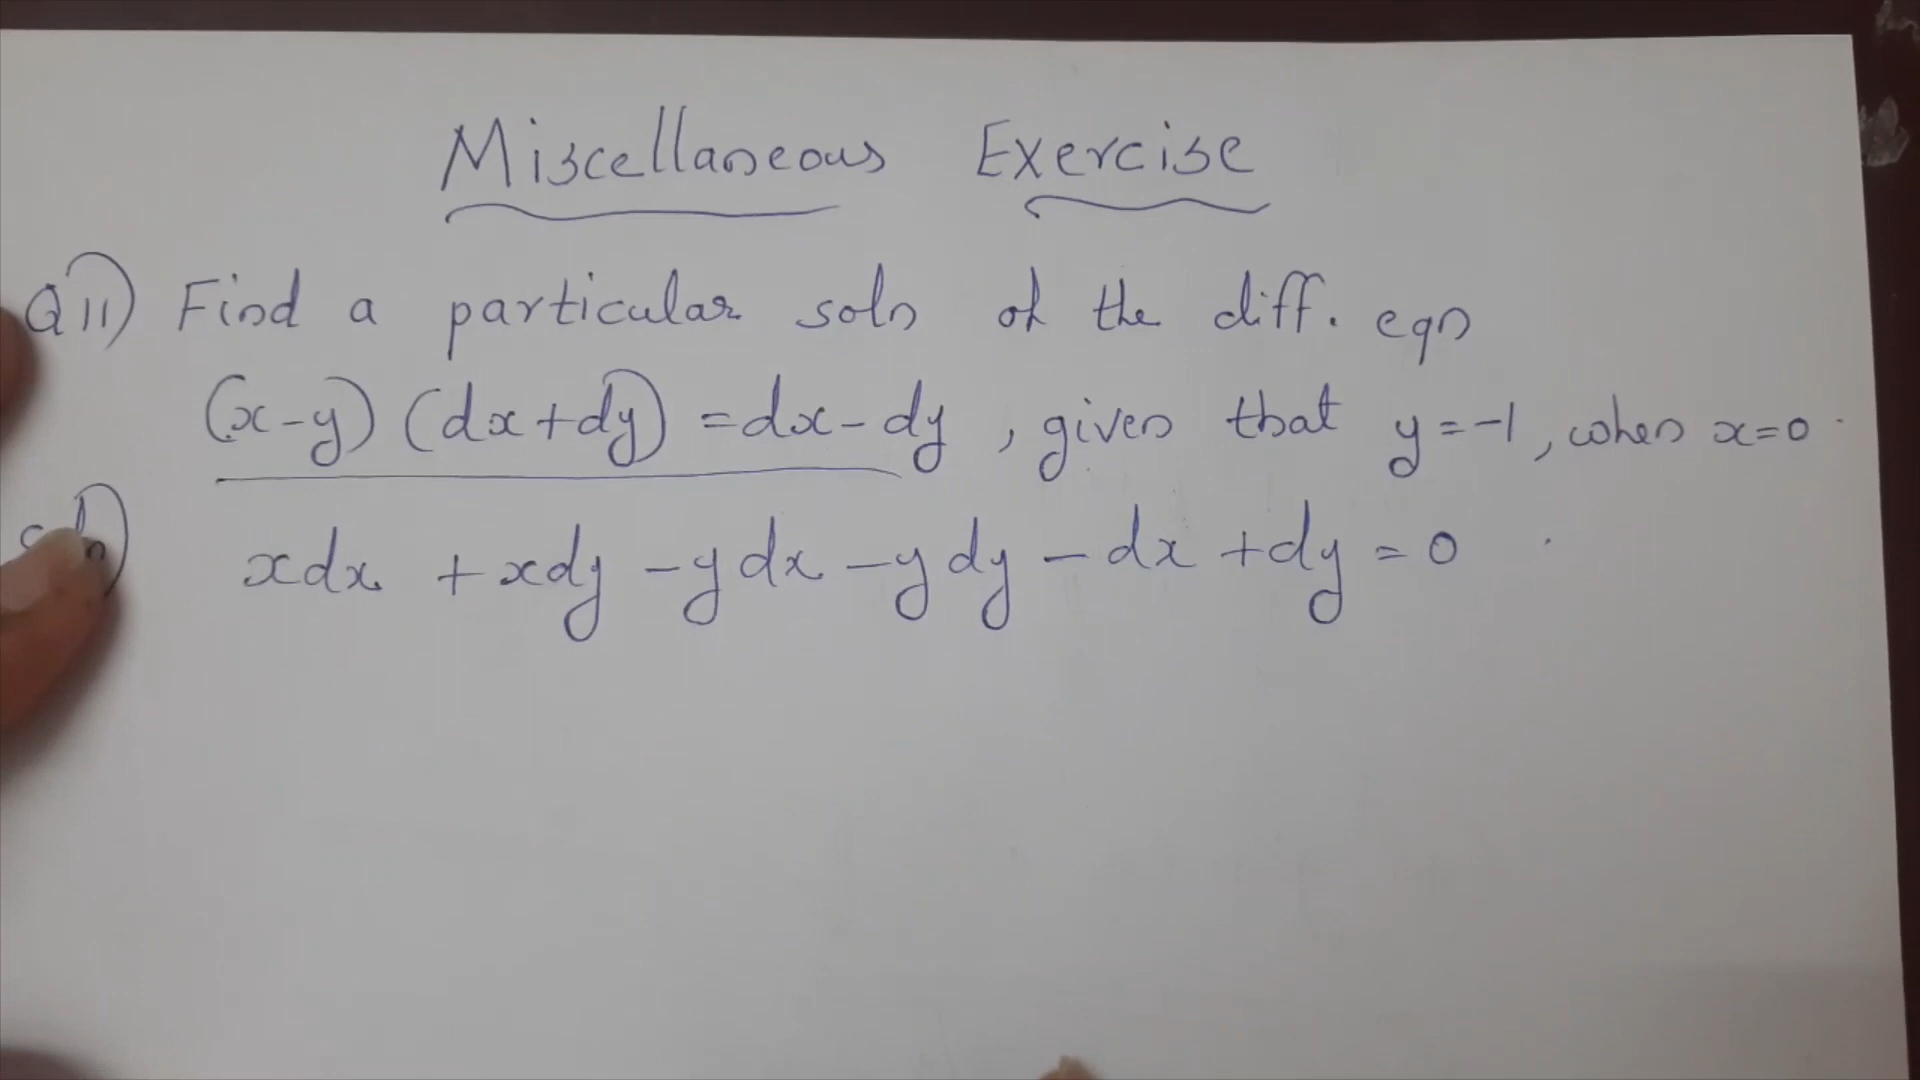 Miscellaneous Exercise
Q11) Find a particular soln of the diff. eqn
(x-y) (dx+dy) = dx - dy, given that y=-1, when x=0.
xdx + xdy - ydx - ydy - dx + dy = 0